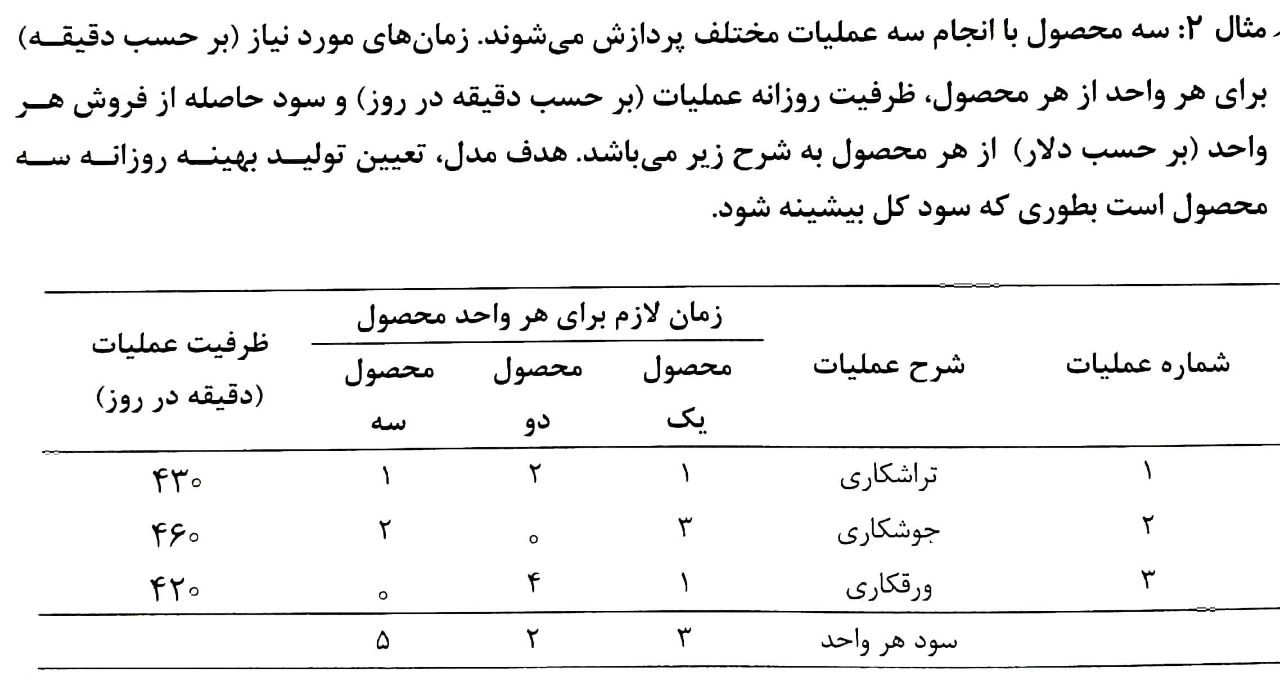 مثال ۲: سه محصول با انجام سه عملیات مختلف پردازش می‌شوند. زمان‌های مورد نیاز (بر حسب دقیقه)
برای هر واحد از هر محصول، ظرفیت روزانه عملیات (بر حسب دقیقه در روز) و سود حاصله از فروش هر
واحد (بر حسب دلار) از هر محصول به شرح زیر می‌باشد. هدف مدل، تعیین تولید بهینه روزانه سه
محصول است بطوری که سود کل بیشینه شود.
شماره عملیات شرح عملیات زمان لازم برای هر واحد محصول ظرفیت عملیات
محصول محصول محصول (دقیقه در روز)
یک دو سه
۱ تراشکاری ۱ ۲ ۱ ۴۳۰
۲ جوشکاری ۳ ۰ ۲ ۴۶۰
۳ ورقکاری ۱ ۴ ۰ ۴۲۰
سود هر واحد ۳ ۲ ۵